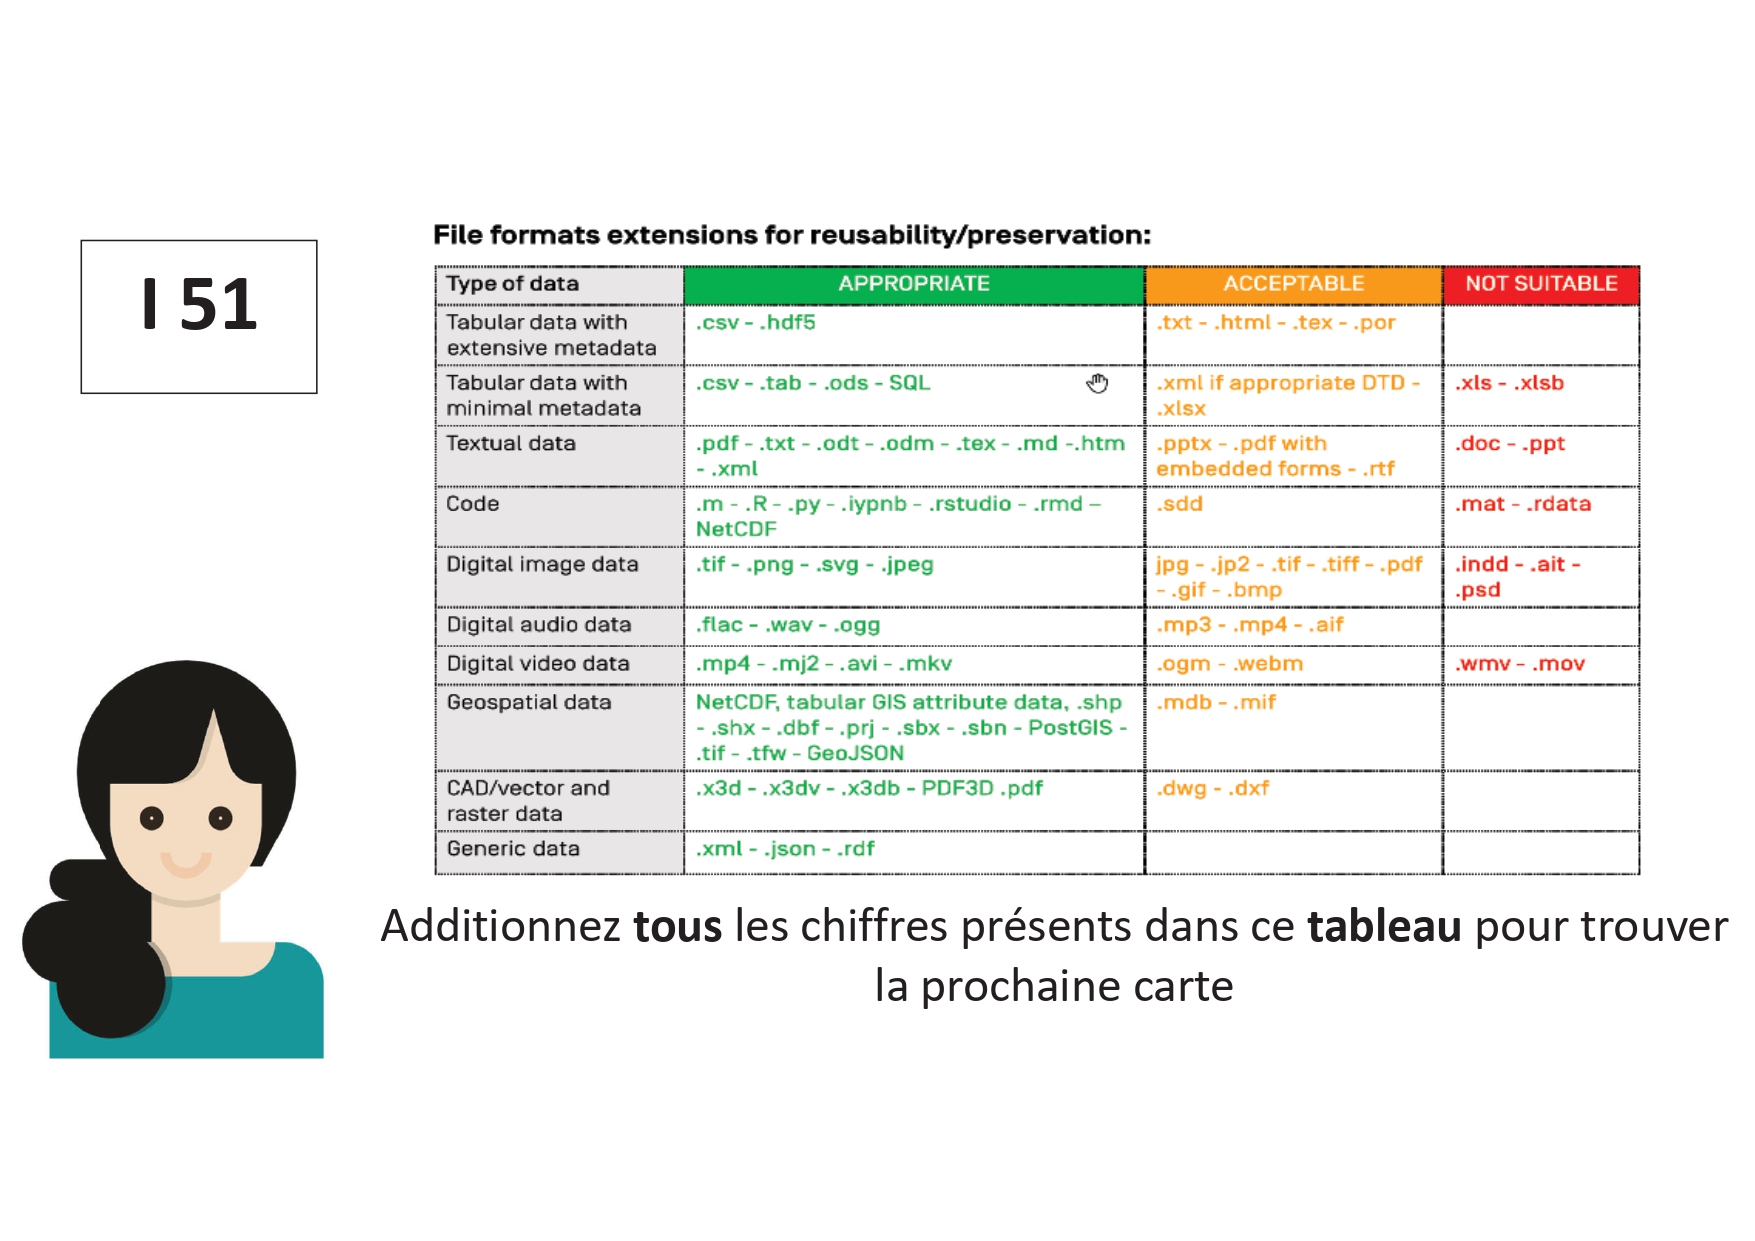 I 51
File formats extensions for reusability/preservation:
Type of data APPROPRIATE ACCEPTABLE NOT SUITABLE
Tabular data with .csv - .hdf5 .txt - .html - .tex - .por
extensive metadata
Tabular data with .csv - .tab - .ods - SQL .xml if appropriate DTD - .xls - .xlsb
minimal metadata .xlsx
Textual data .pdf - .txt - .odt - .odm - .tex - .md -.htm .pptx - .pdf with .doc - .ppt
- .xml embedded forms - .rtf
Code .m - .R - .py - .iypnb - .rstudio - .rmd – .sdd .mat - .rdata
NetCDF
Digital image data .tif - .png - .svg - .jpeg jpg - .jp2 - .tif - .tiff - .pdf .indd - .ait -
- .gif - .bmp .psd
Digital audio data .flac - .wav - .ogg .mp3 - .mp4 - .aif
Digital video data .mp4 - .mj2 - .avi - .mkv .ogm - .webm .wmv - .mov
Geospatial data NetCDF, tabular GIS attribute data, .shp .mdb - .mif
- .shx - .dbf - .prj - .sbx - .sbn - PostGIS -
.tif - .tfw - GeoJSON
CAD/vector and .x3d - .x3dv - .x3db - PDF3D .pdf .dwg - .dxf
raster data
Generic data .xml - .json - .rdf
Additionnez tous les chiffres présents dans ce tableau pour trouver
la prochaine carte